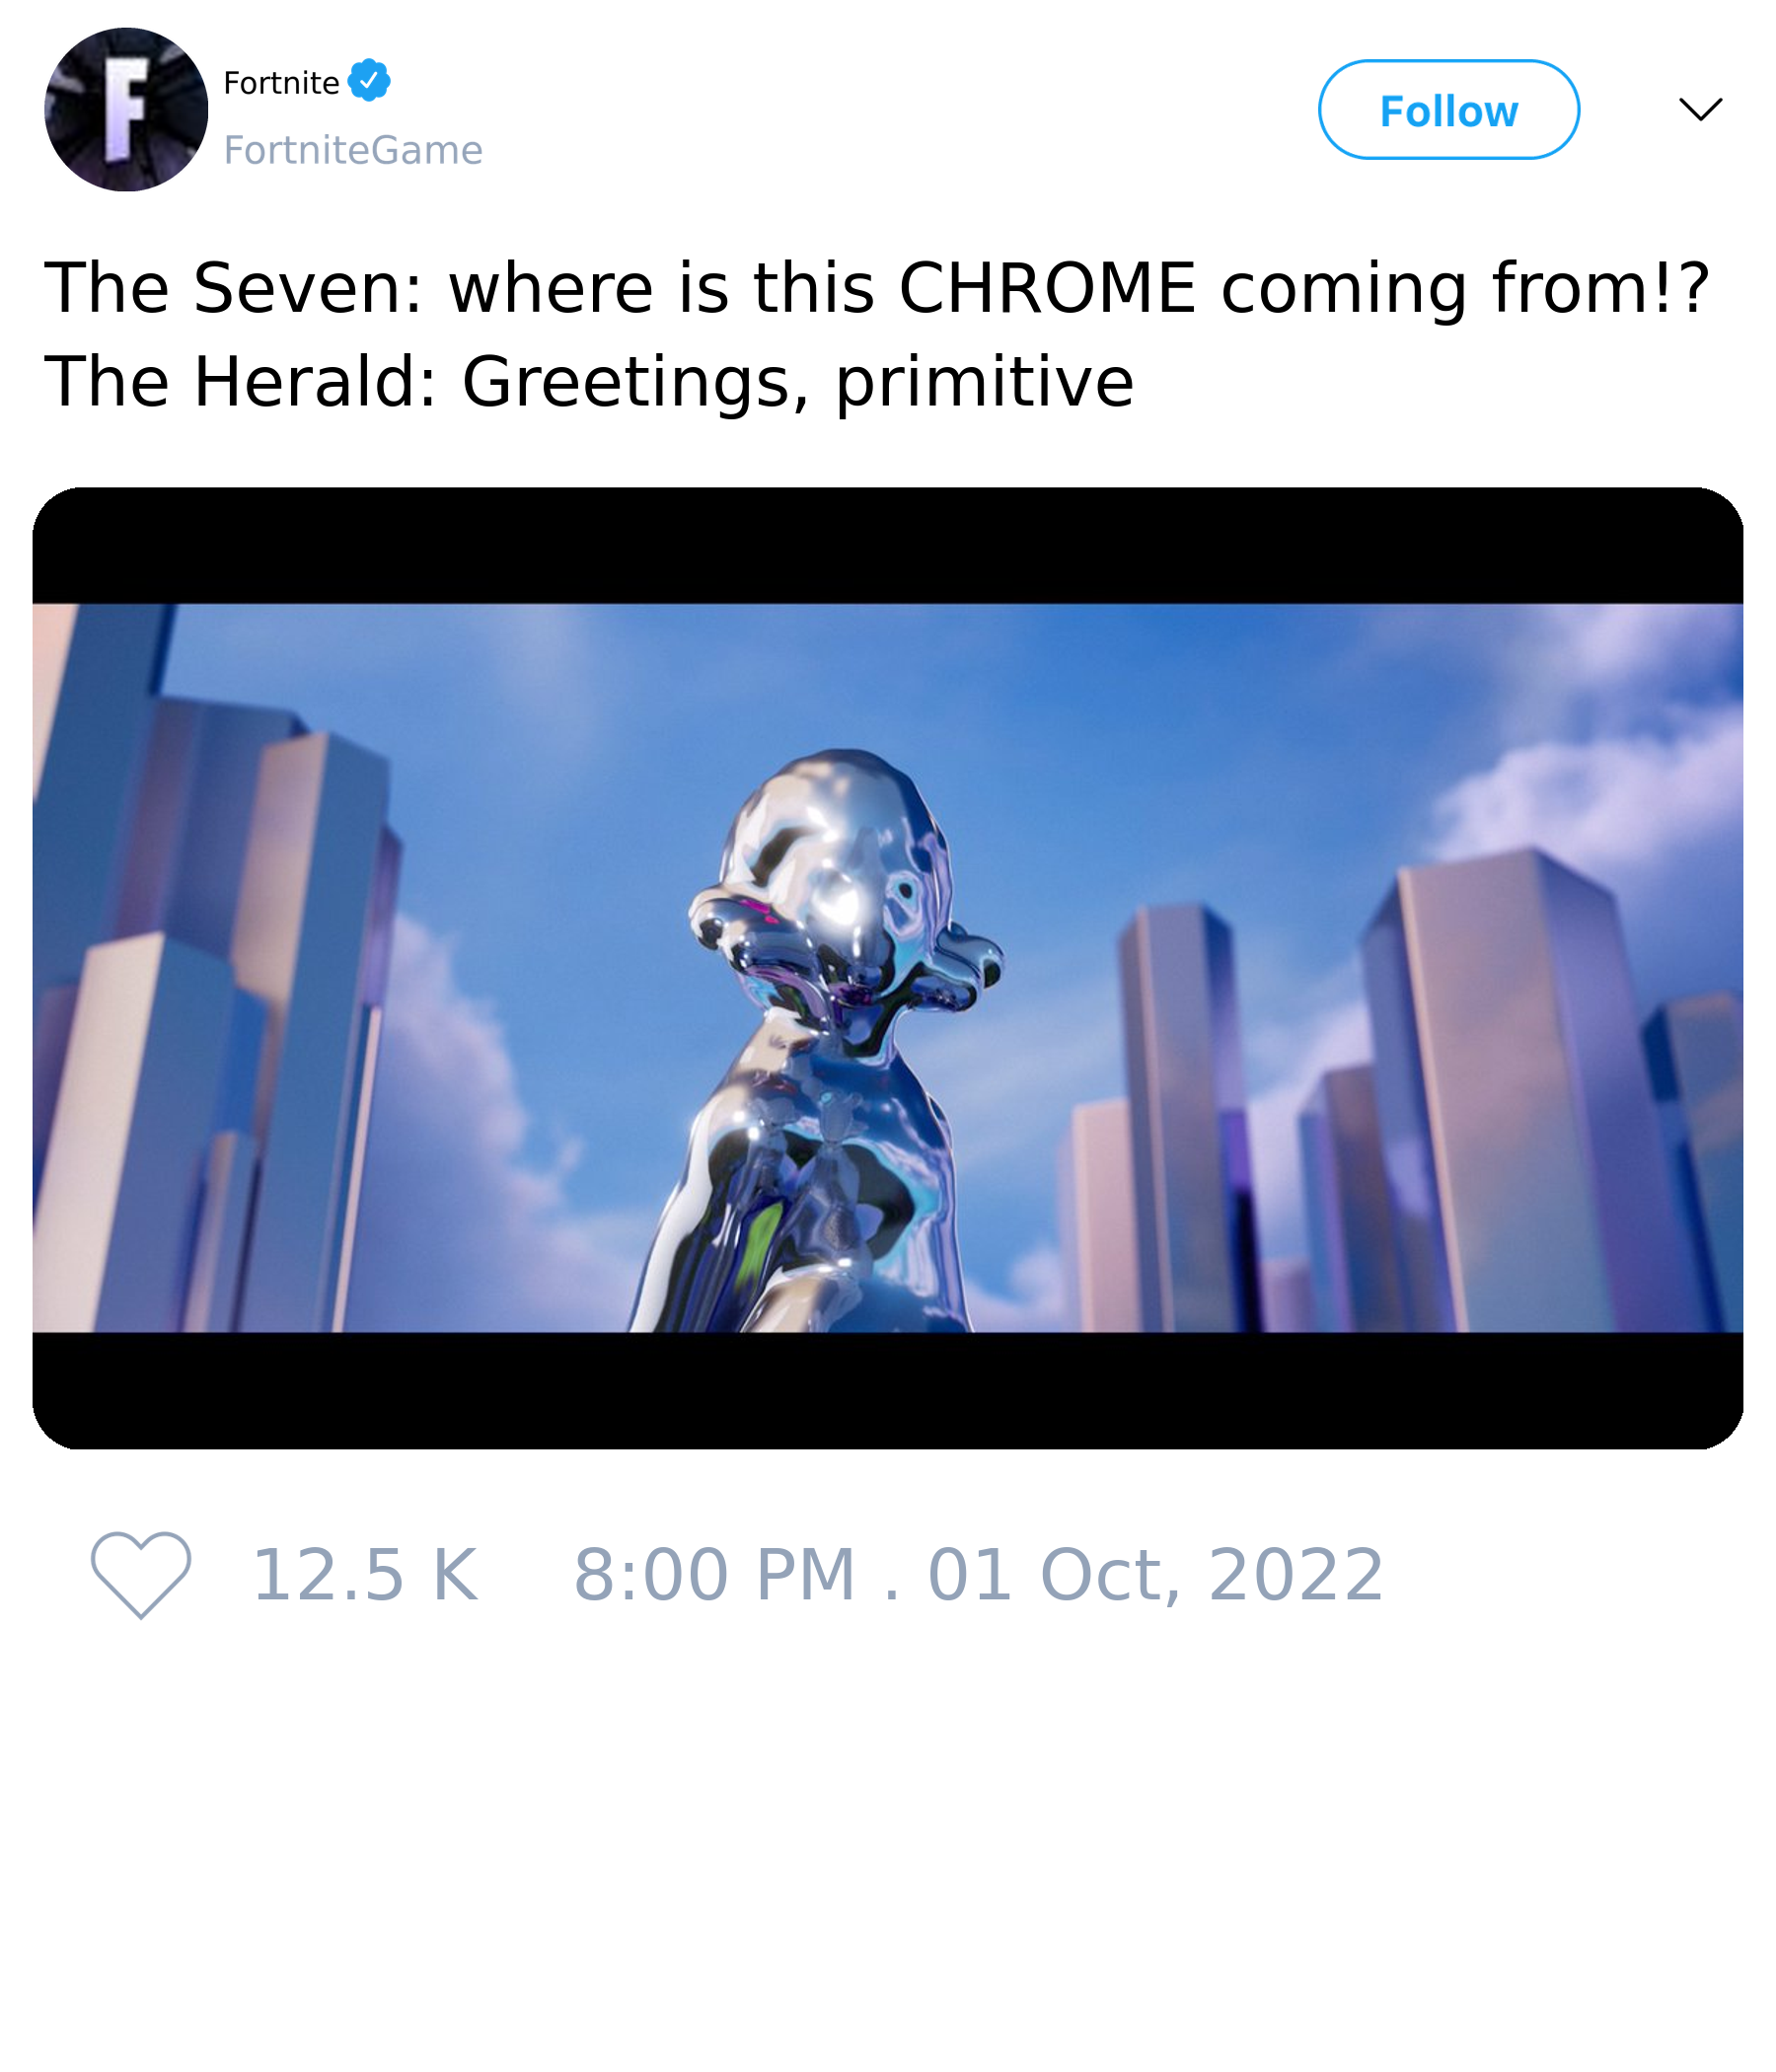 F
Fortnite
FortniteGame
Follow
The Seven: where is this CHROME coming from!?
The Herald: Greetings, primitive
12.5 K 8:00 PM . 01 Oct, 2022